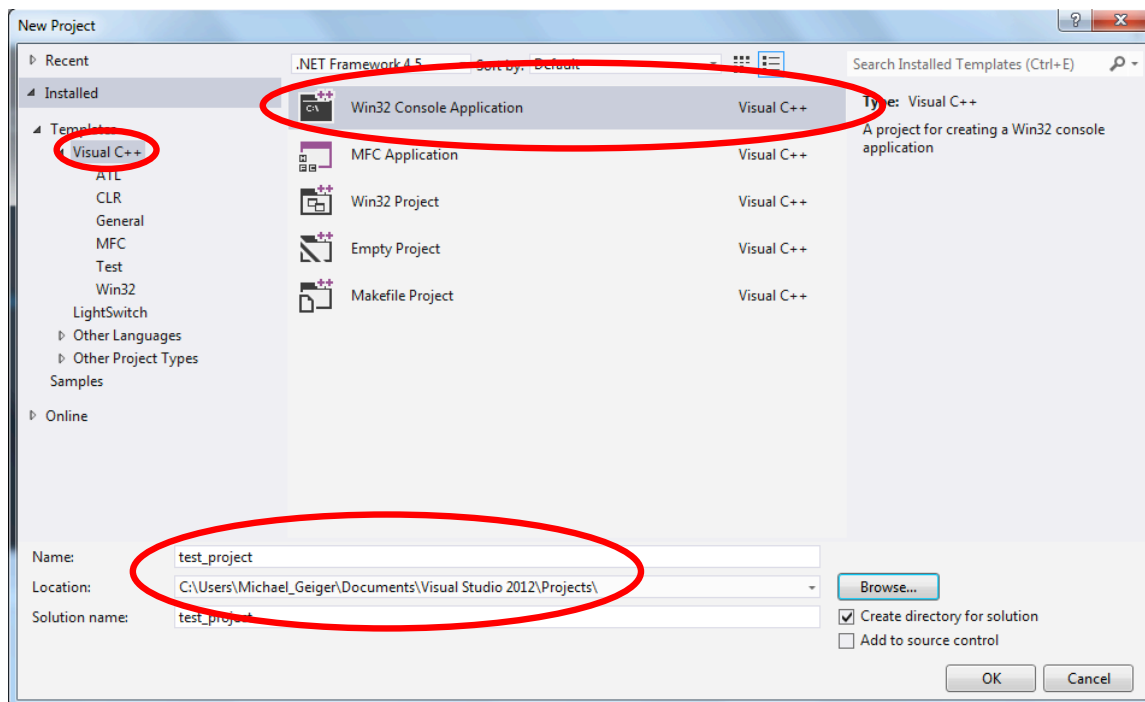 New Project
Recent
Installed
Templates
Visual C++
ATL
CLR
General
MFC
Test
Win32
LightSwitch
Other Languages
Other Project Types
Samples
Online
.NET Framework 4.5 Sort by: Default
Win32 Console Application Visual C++
MFC Application Visual C++
Win32 Project Visual C++
Empty Project Visual C++
Makefile Project Visual C++
Search Installed Templates (Ctrl+E)
Type: Visual C++
A project for creating a Win32 console
application
Name: test_project
Location: C:\Users\Michael_Geiger\Documents\Visual Studio 2012\Projects\
Browse...
Solution name: test_project
Create directory for solution
Add to source control
OK Cancel